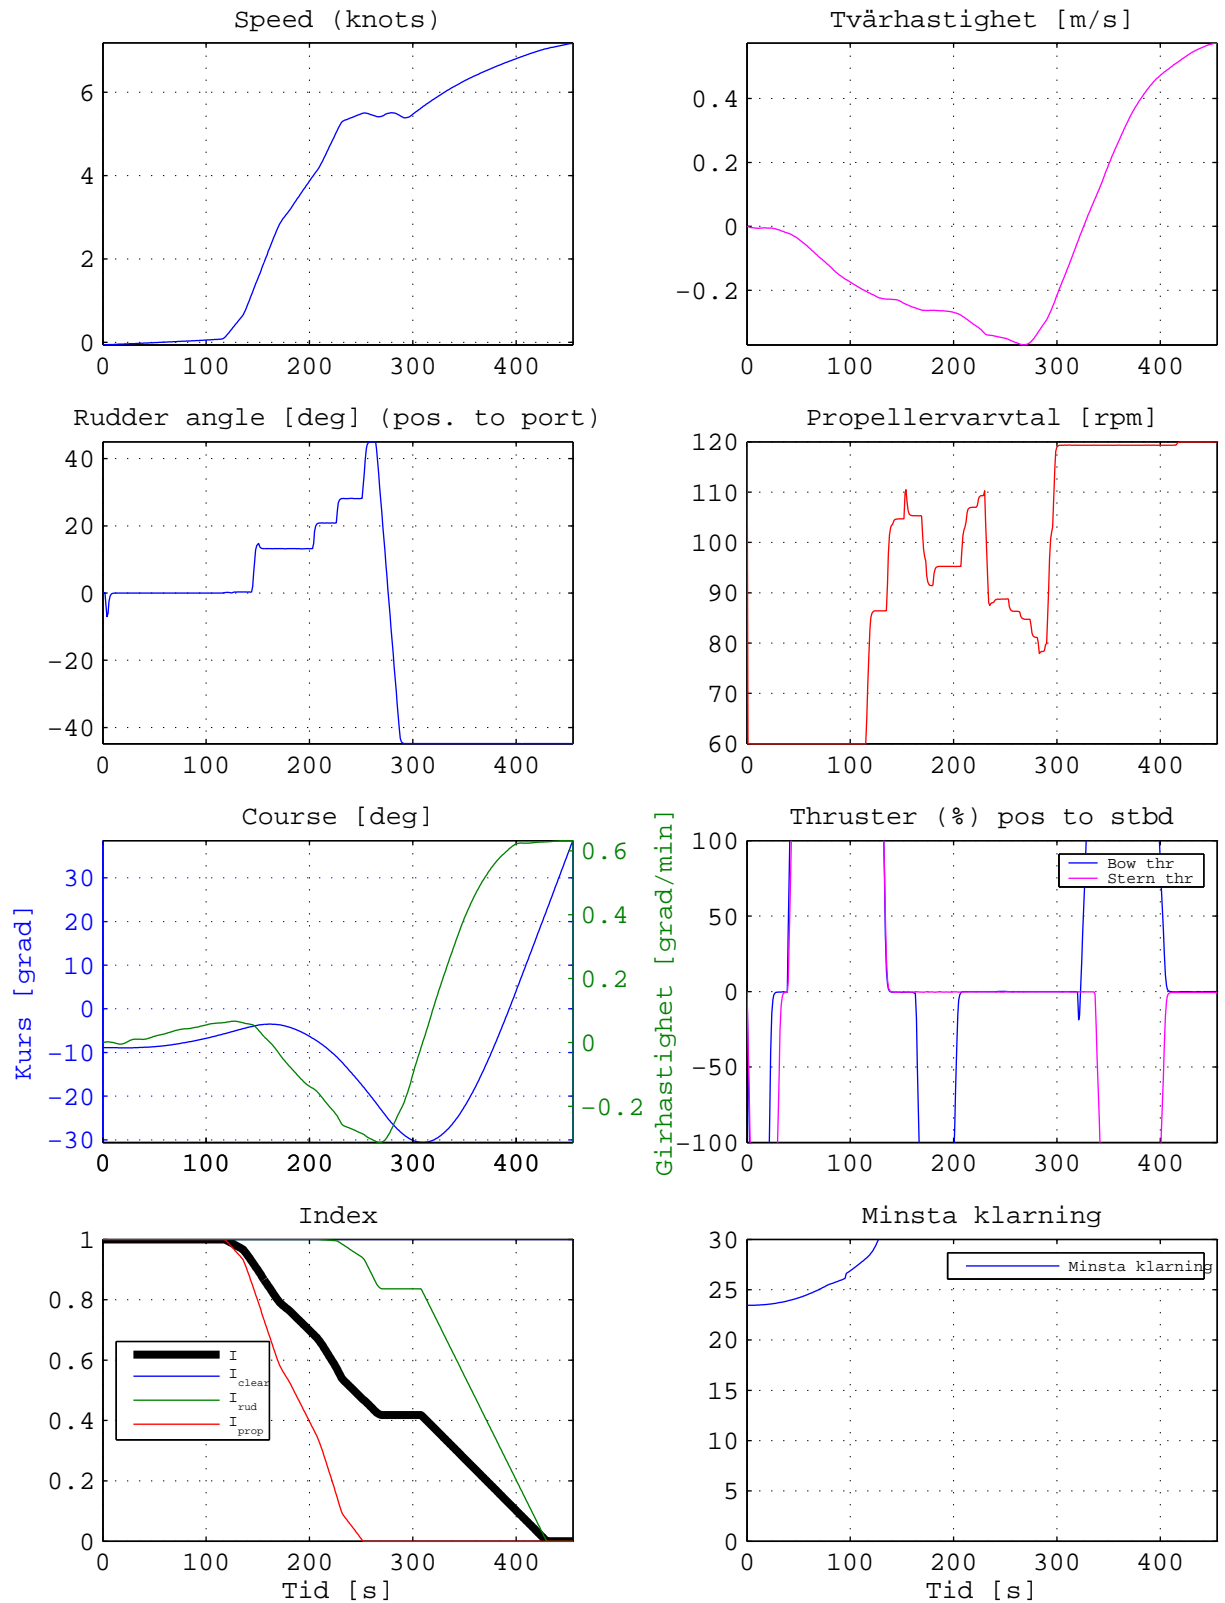 Speed (knots)
6
4
2
0
0 100 200 300 400
Tvärhastighet [m/s]
0.4
0.2
0
−0.2
0 100 200 300 400
Rudder angle [deg] (pos. to port)
40
20
0
−20
−40
0 100 200 300 400
Propellervarvtal [rpm]
120
110
100
90
80
70
60
0 100 200 300 400
Course [deg]
Kurs [grad]
30
20
10
0
−10
−20
−30
0 100 200 300 400
0.6
0.4
0.2
0
−0.2
Girhastighet [grad/min]
Thruster (%) pos to stbd
100
50
0
−50
−100
Bow thr
Stern thr
0 100 200 300 400
Index
1
0.8
0.6
0.4
0.2
0
I
I clear
I rud
I prop
0 100 200 300 400
Tid [s]
Minsta klarning
30
25
20
15
10
5
0
Minsta klarning
0 100 200 300 400
Tid [s]